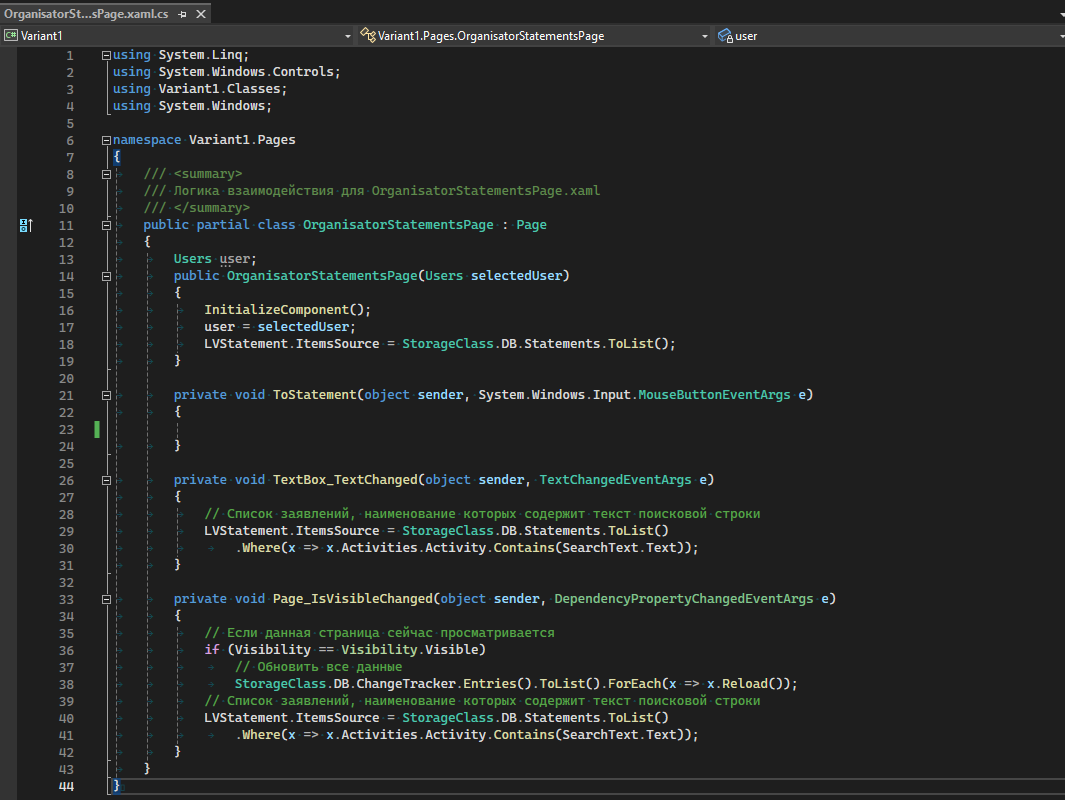 OrganisatorSt...sPage.xaml.cs
Variant1 Variant1.Pages.OrganisatorStatementsPage user
1 using System.Linq;
2 using System.Windows.Controls;
3 using Variant1.Classes;
4 using System.Windows;
5
6 namespace Variant1.Pages
7 {
8 /// <summary>
9 /// Логика взаимодействия для OrganisatorStatementsPage.xaml
10 /// </summary>
11 public partial class OrganisatorStatementsPage : Page
12 {
13 Users user;
14 public OrganisatorStatementsPage(Users selectedUser)
15 {
16 InitializeComponent();
17 user = selectedUser;
18 LVStatement.ItemsSource = StorageClass.DB.Statements.ToList();
19 }
20
21 private void ToStatement(object sender, System.Windows.Input.MouseButtonEventArgs e)
22 {
23
24 }
25
26 private void TextBox_TextChanged(object sender, TextChangedEventArgs e)
27 {
28 // Список заявлений, наименование которых содержит текст поисковой строки
29 LVStatement.ItemsSource = StorageClass.DB.Statements.ToList()
30 .Where(x => x.Activities.Activity.Contains(SearchText.Text));
31 }
32
33 private void Page_IsVisibleChanged(object sender, DependencyPropertyChangedEventArgs e)
34 {
35 // Если данная страница сейчас просматривается
36 if (Visibility == Visibility.Visible)
37 // Обновить все данные
38 StorageClass.DB.ChangeTracker.Entries().ToList().ForEach(x => x.Reload());
39 // Список заявлений, наименование которых содержит текст поисковой строки
40 LVStatement.ItemsSource = StorageClass.DB.Statements.ToList()
41 .Where(x => x.Activities.Activity.Contains(SearchText.Text));
42 }
43 }
44 }